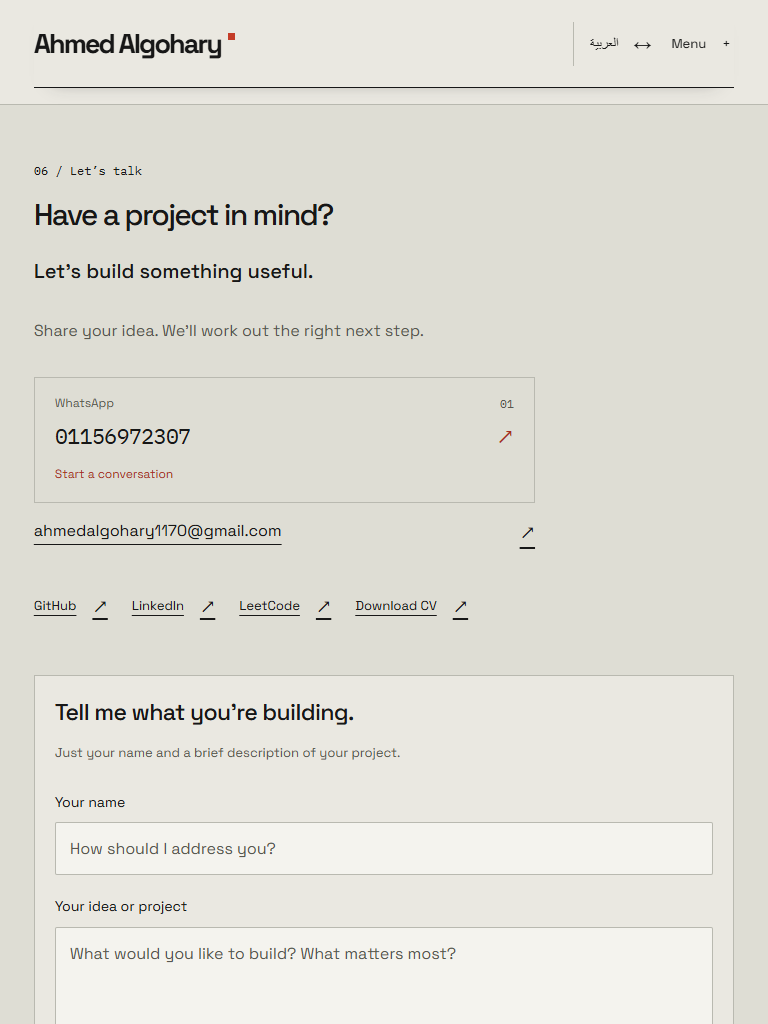 Ahmed Algohary
العربية ↔ Menu +
06 / Let's talk
Have a project in mind?
Let's build something useful.
Share your idea. We'll work out the right next step.
WhatsApp 01
01156972307 ↗
Start a conversation
ahmedalgohary1170@gmail.com ↗
GitHub ↗ LinkedIn ↗ LeetCode ↗ Download CV ↗
Tell me what you're building.
Just your name and a brief description of your project.
Your name
How should I address you?
Your idea or project
What would you like to build? What matters most?